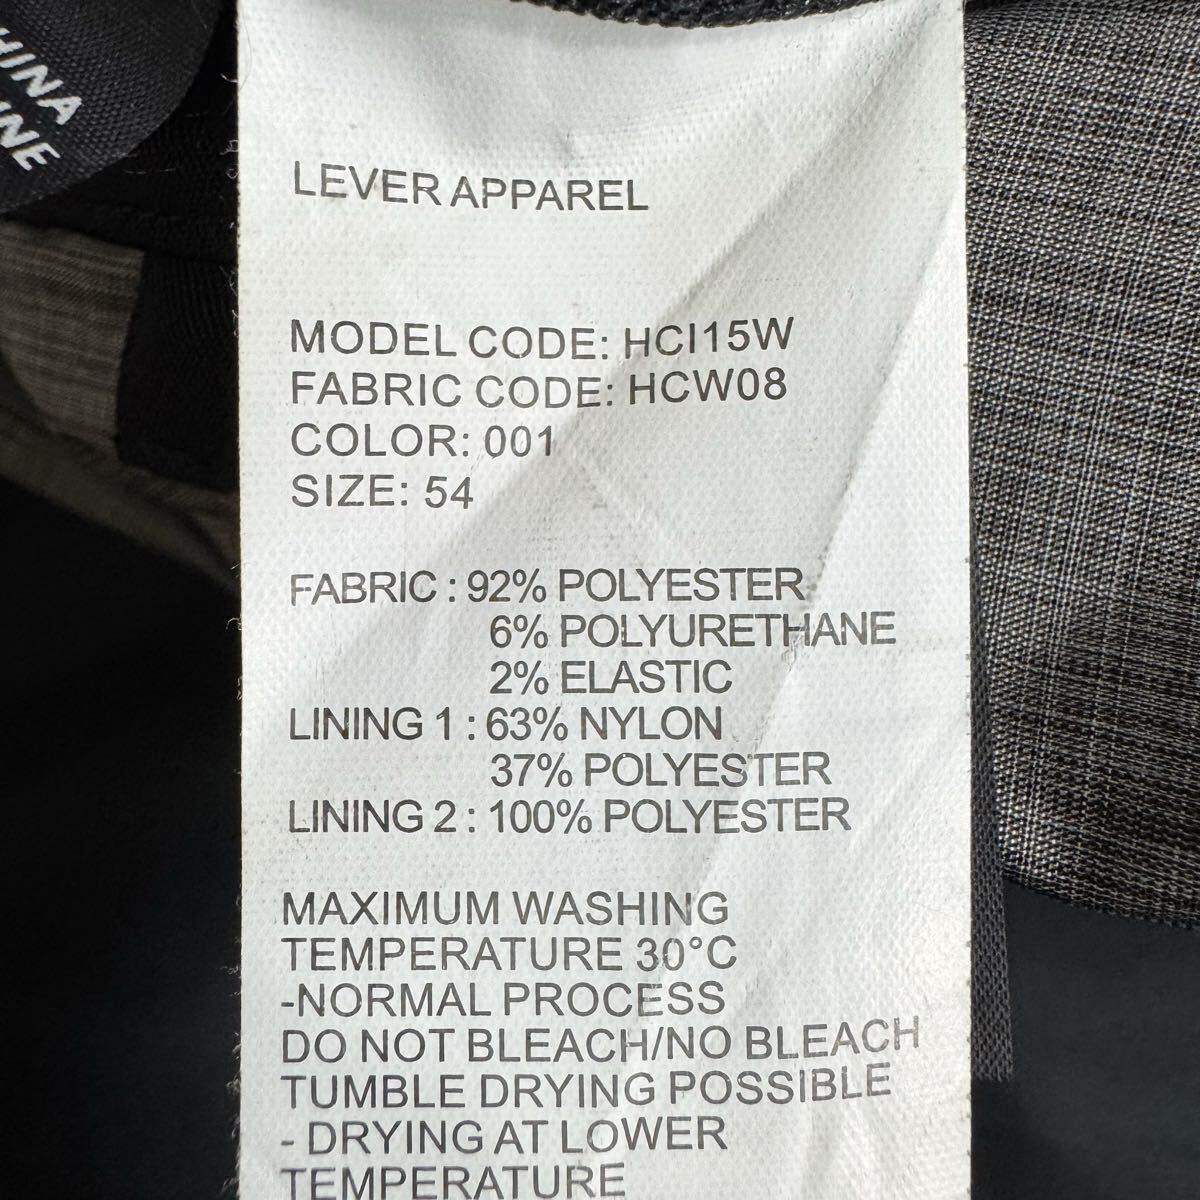 HINA
INE
LEVER APPAREL
MODEL CODE: HCI15W
FABRIC CODE: HCW08
COLOR: 001
SIZE: 54
FABRIC : 92% POLYESTER
6% POLYURETHANE
2% ELASTIC
LINING 1 : 63% NYLON
37% POLYESTER
LINING 2 : 100% POLYESTER
MAXIMUM WASHING
TEMPERATURE 30°C
-NORMAL PROCESS
DO NOT BLEACH/NO BLEACH
TUMBLE DRYING POSSIBLE
- DRYING AT LOWER
TEMPERATURE